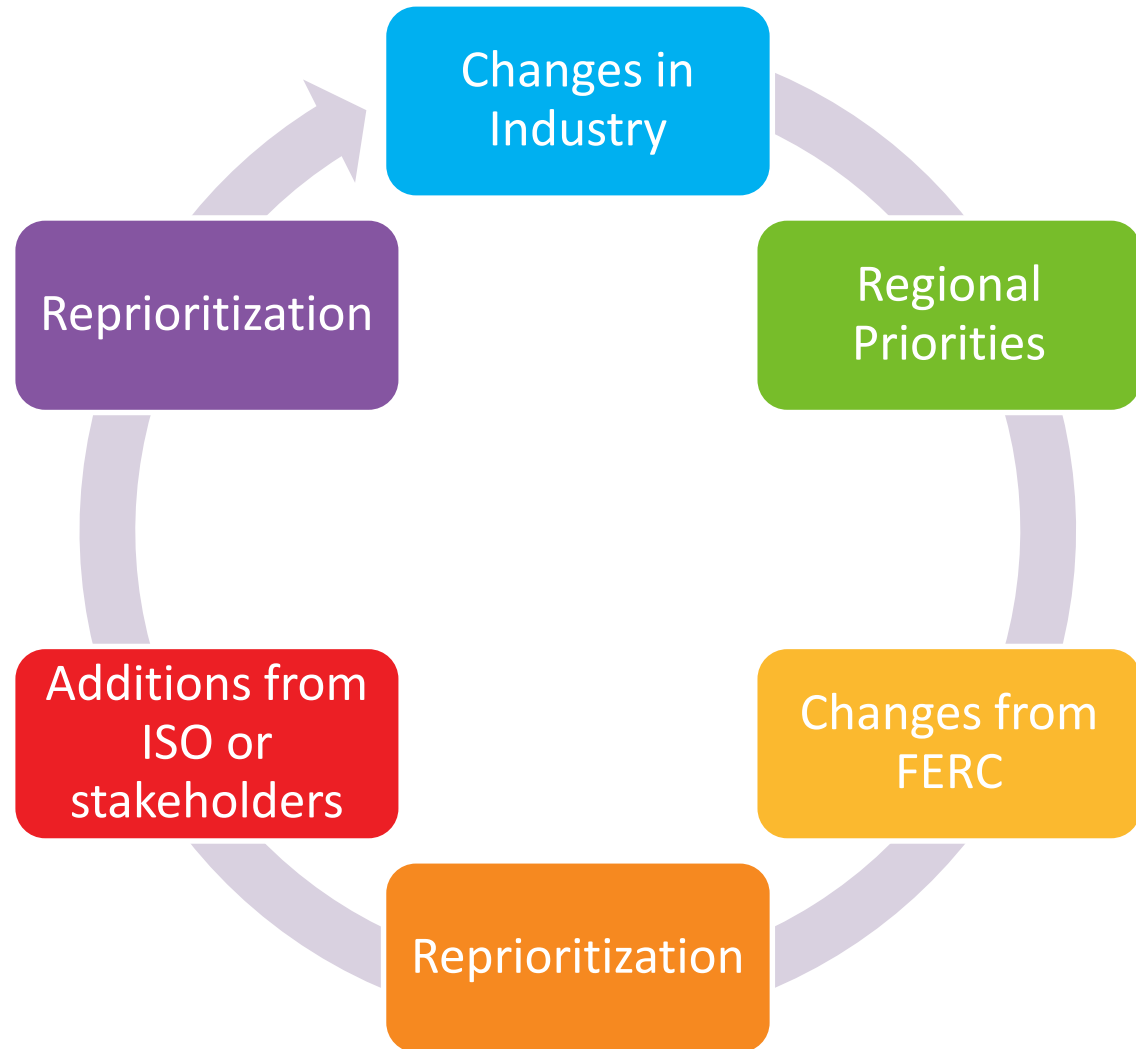 Changes in
Industry
Regional
Priorities
Changes from
FERC
Reprioritization
Additions from
ISO or
stakeholders
Reprioritization